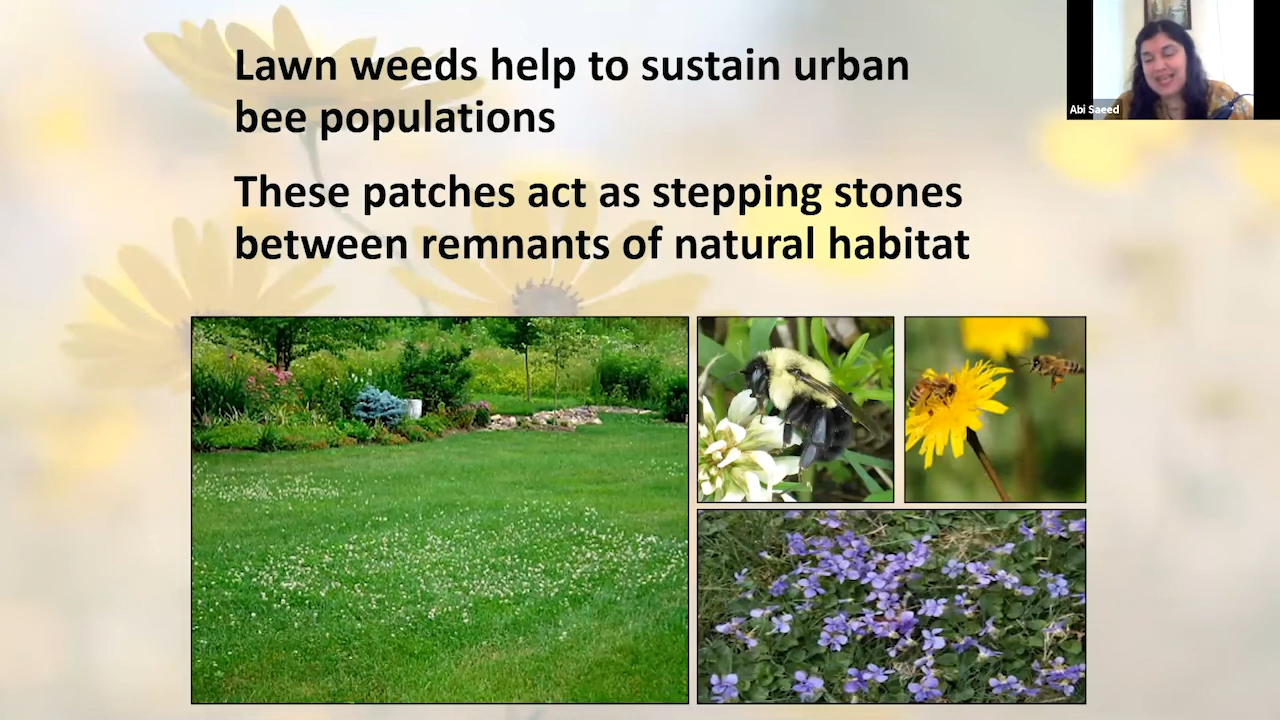 Lawn weeds help to sustain urban
bee populations
These patches act as stepping stones
between remnants of natural habitat
Abi Saeed